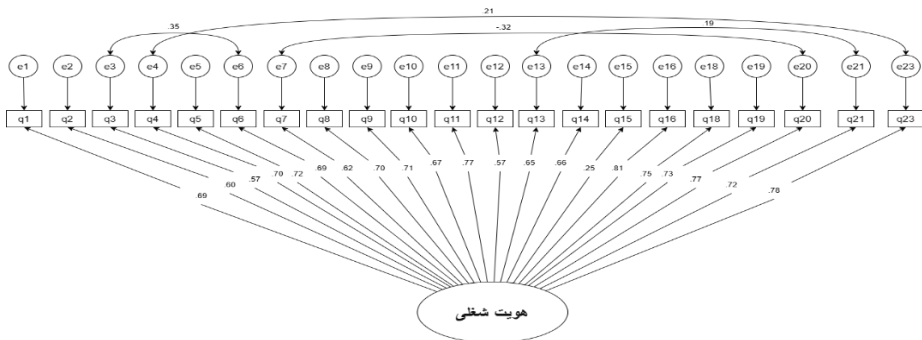 .21
.35 -.32 .19
e1 e2 e3 e4 e5 e6 e7 e8 e9 e10 e11 e12 e13 e14 e15 e16 e18 e19 e20 e21 e23
q1 q2 q3 q4 q5 q6 q7 q8 q9 q10 q11 q12 q13 q14 q15 q16 q18 q19 q20 q21 q23
.69 .60 .57 .70 .72 .69 .62 .70 .71 .67 .77 .57 .65 .66 .25 .81 .75 .73 .77 .72 .78
هویت شغلی